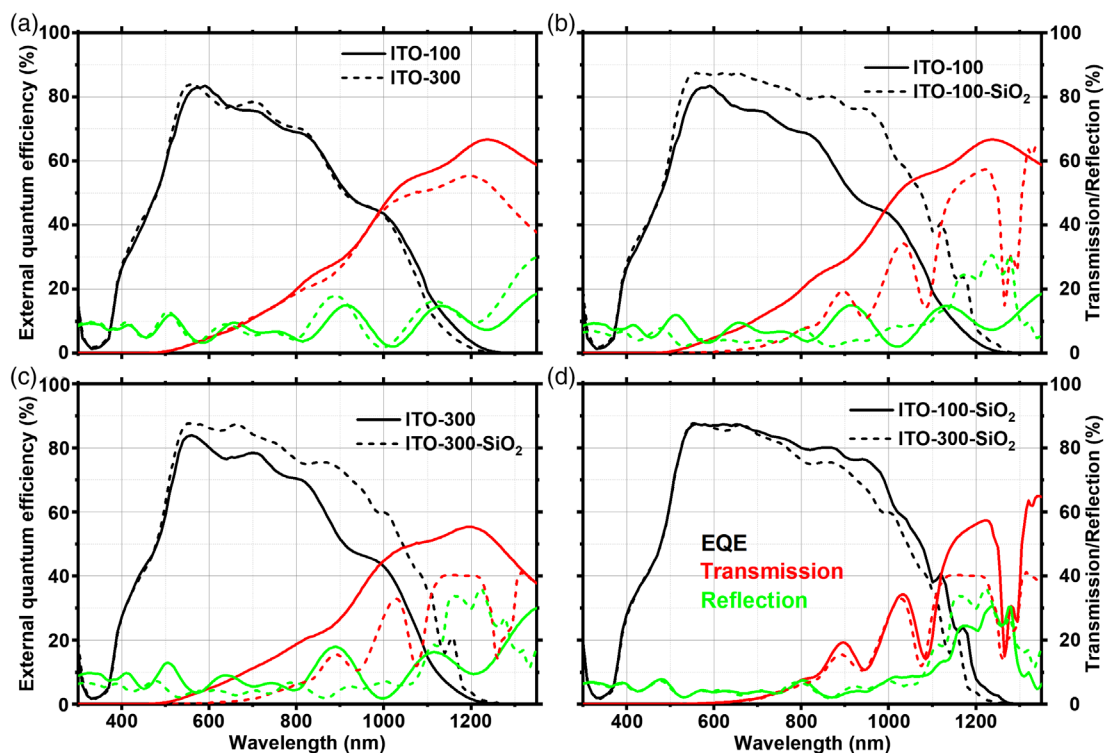 (a)
ITO-100
ITO-300
External quantum efficiency (%)
100
80
60
40
20
0
(b)
ITO-100
ITO-100-SiO₂
Transmission/Reflection (%)
100
80
60
40
20
0
(c)
ITO-300
ITO-300-SiO₂
External quantum efficiency (%)
100
80
60
40
20
0
400 600 800 1000 1200
Wavelength (nm)
(d)
ITO-100-SiO₂
ITO-300-SiO₂
EQE
Transmission
Reflection
Transmission/Reflection (%)
100
80
60
40
20
0
400 600 800 1000 1200
Wavelength (nm)